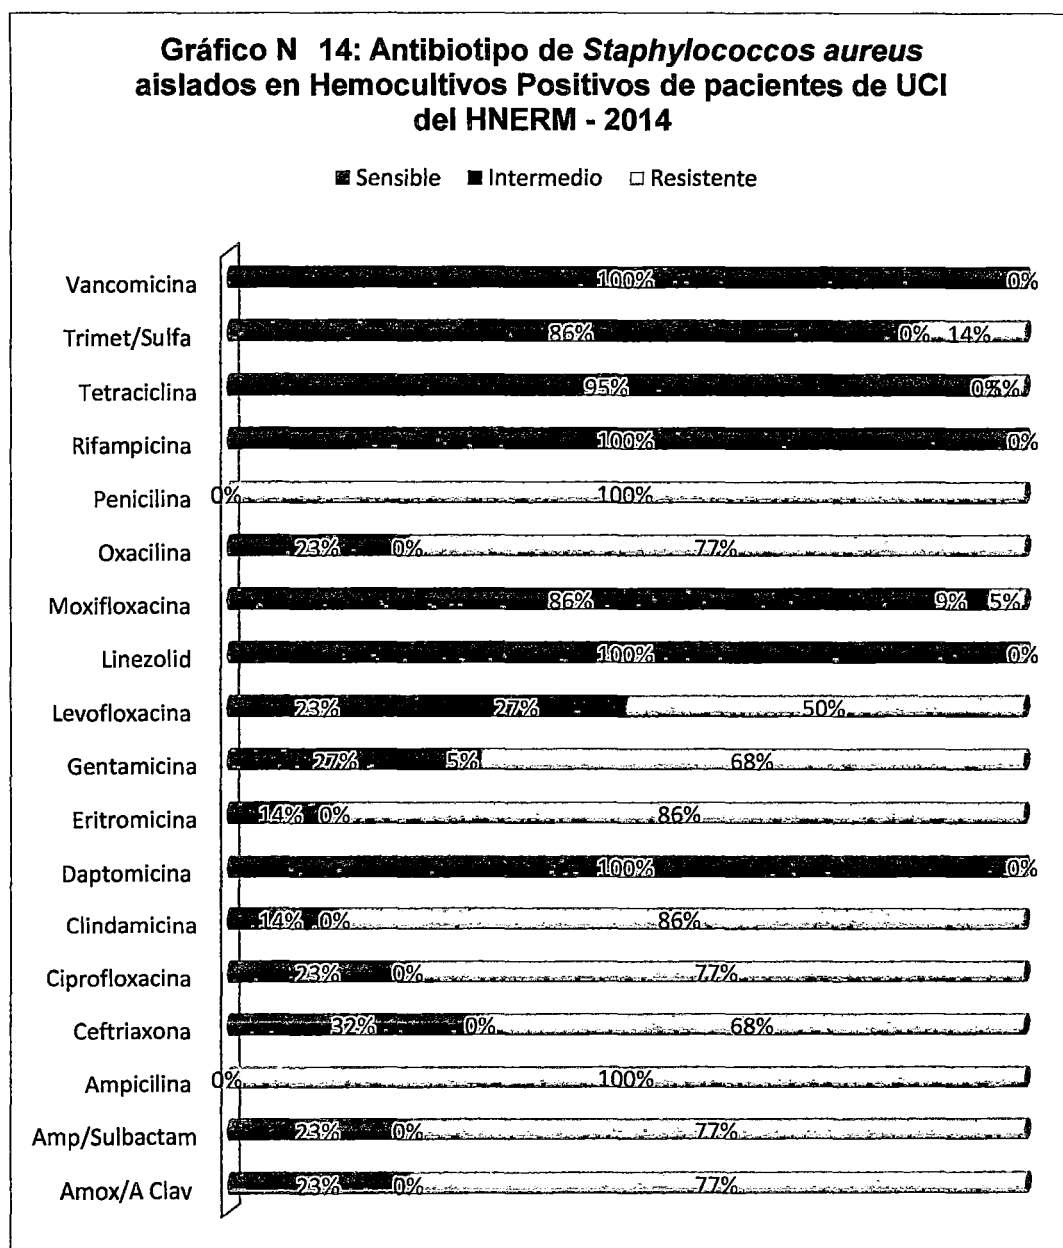 Gráfico N 14: Antibiotipo de Staphylococcos aureus
aislados en Hemocultivos Positivos de pacientes de UCI
del HNERM - 2014
Sensible Intermedio Resistente
Vancomicina 100% 0%
Trimet/Sulfa 86% 0% 14%
Tetraciclina 95% 0% 5%
Rifampicina 100% 0%
Penicilina 0% 100%
Oxacilina 23% 0% 77%
Moxifloxacina 86% 9% 5%
Linezolid 100% 0%
Levofloxacina 23% 27% 50%
Gentamicina 27% 5% 68%
Eritromicina 14% 0% 86%
Daptomicina 100% 0%
Clindamicina 14% 0% 86%
Ciprofloxacina 23% 0% 77%
Ceftriaxona 32% 0% 68%
Ampicilina 0% 100%
Amp/Sulbactam 23% 0% 77%
Amox/A Clav 23% 0% 77%